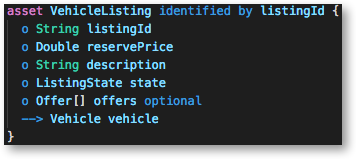 asset VehicleListing identified by listingId {
o String listingId
o Double reservePrice
o String description
o ListingState state
o Offer[] offers optional
--> Vehicle vehicle
}